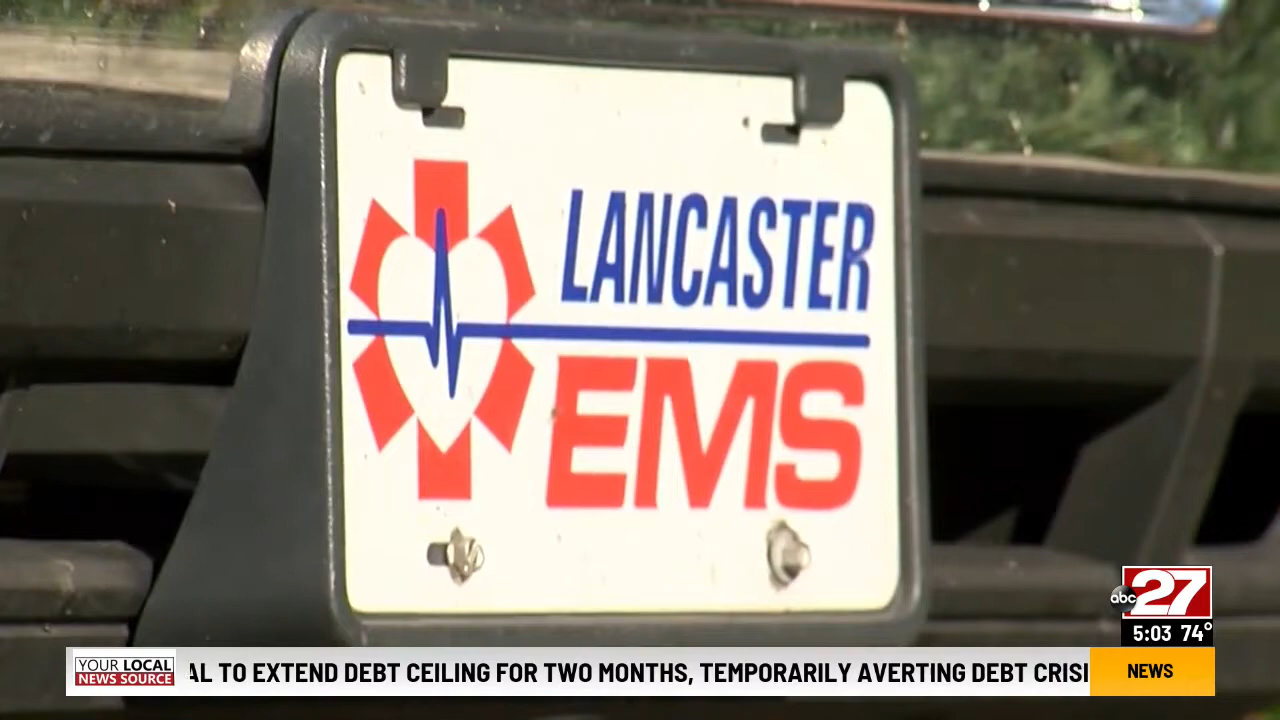 LANCASTER
EMS
abc 27
5:03 74°
YOUR LOCAL
NEWS SOURCE
AL TO EXTEND DEBT CEILING FOR TWO MONTHS, TEMPORARILY AVERTING DEBT CRISI
NEWS